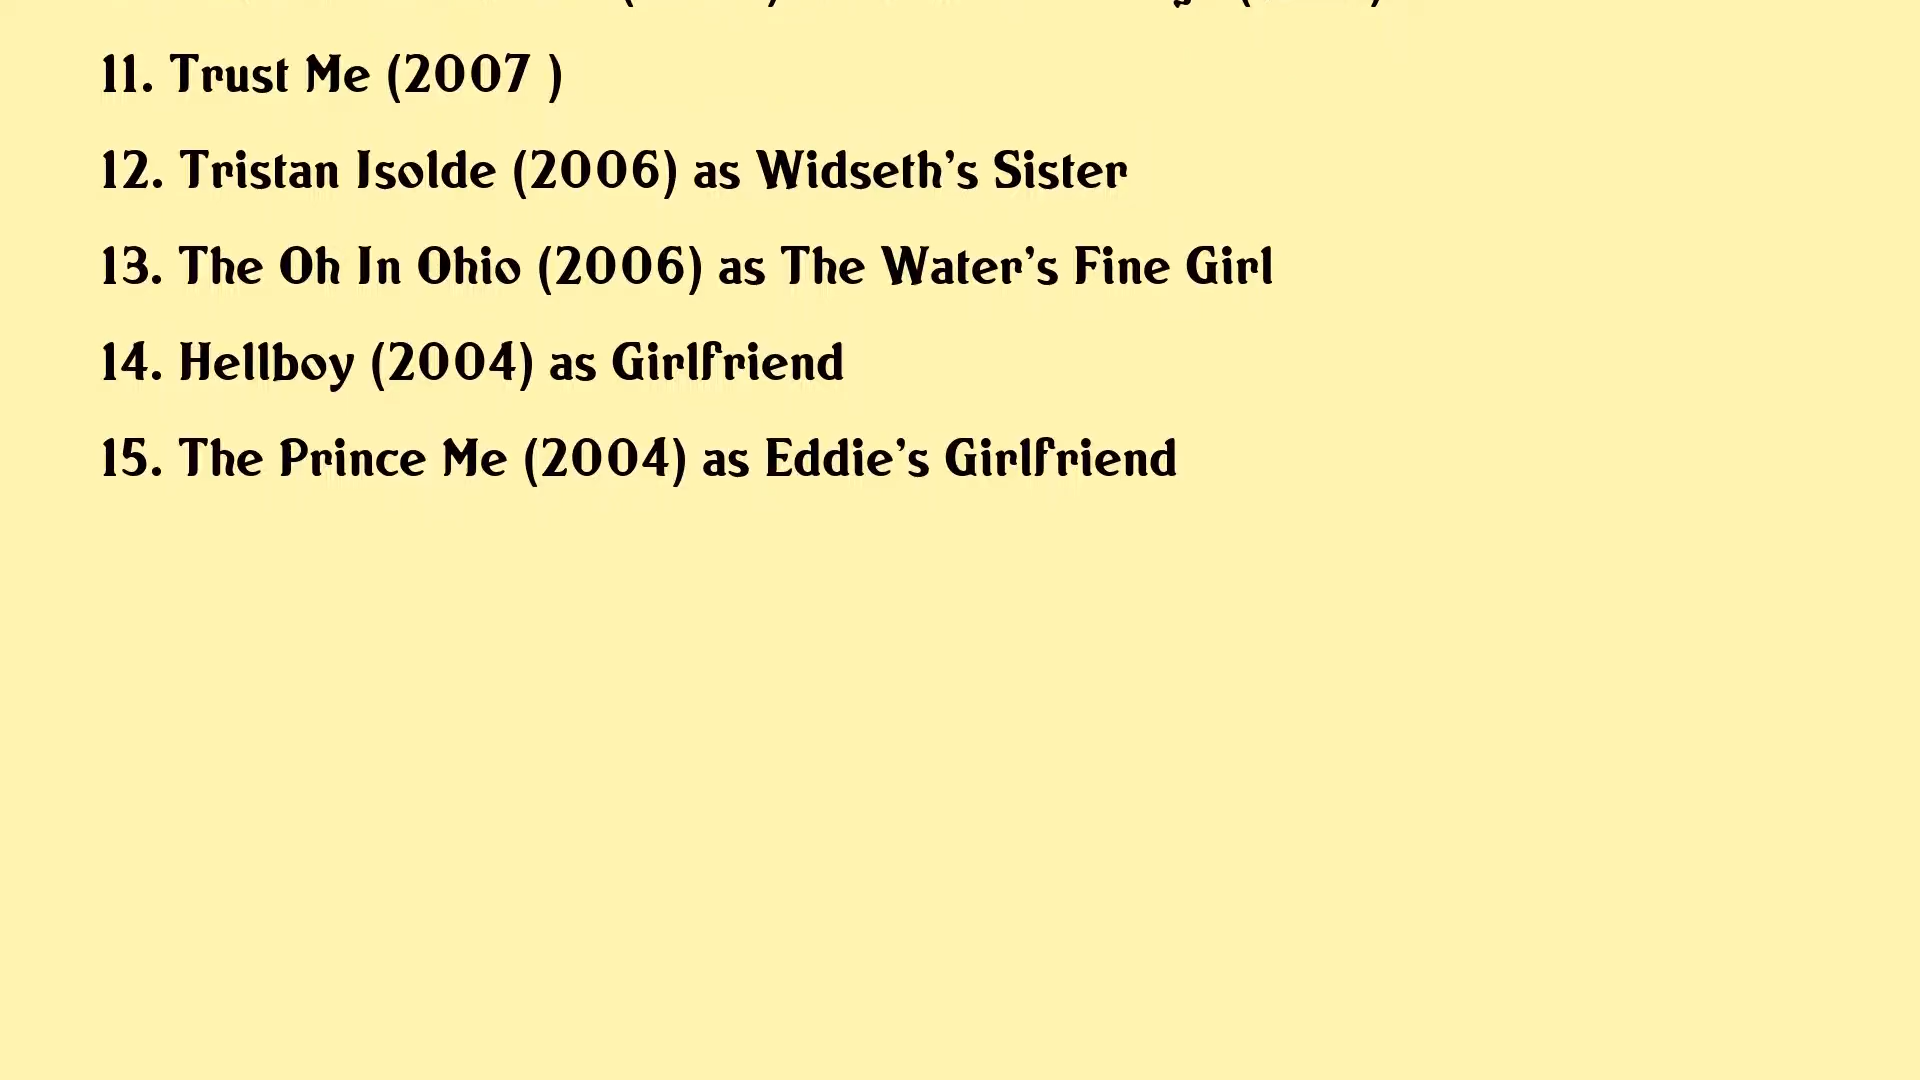 11. Trust Me (2007 )
12. Tristan Isolde (2006) as Widseth's Sister
13. The Oh In Ohio (2006) as The Water's Fine Girl
14. Hellboy (2004) as Girlfriend
15. The Prince Me (2004) as Eddie's Girlfriend